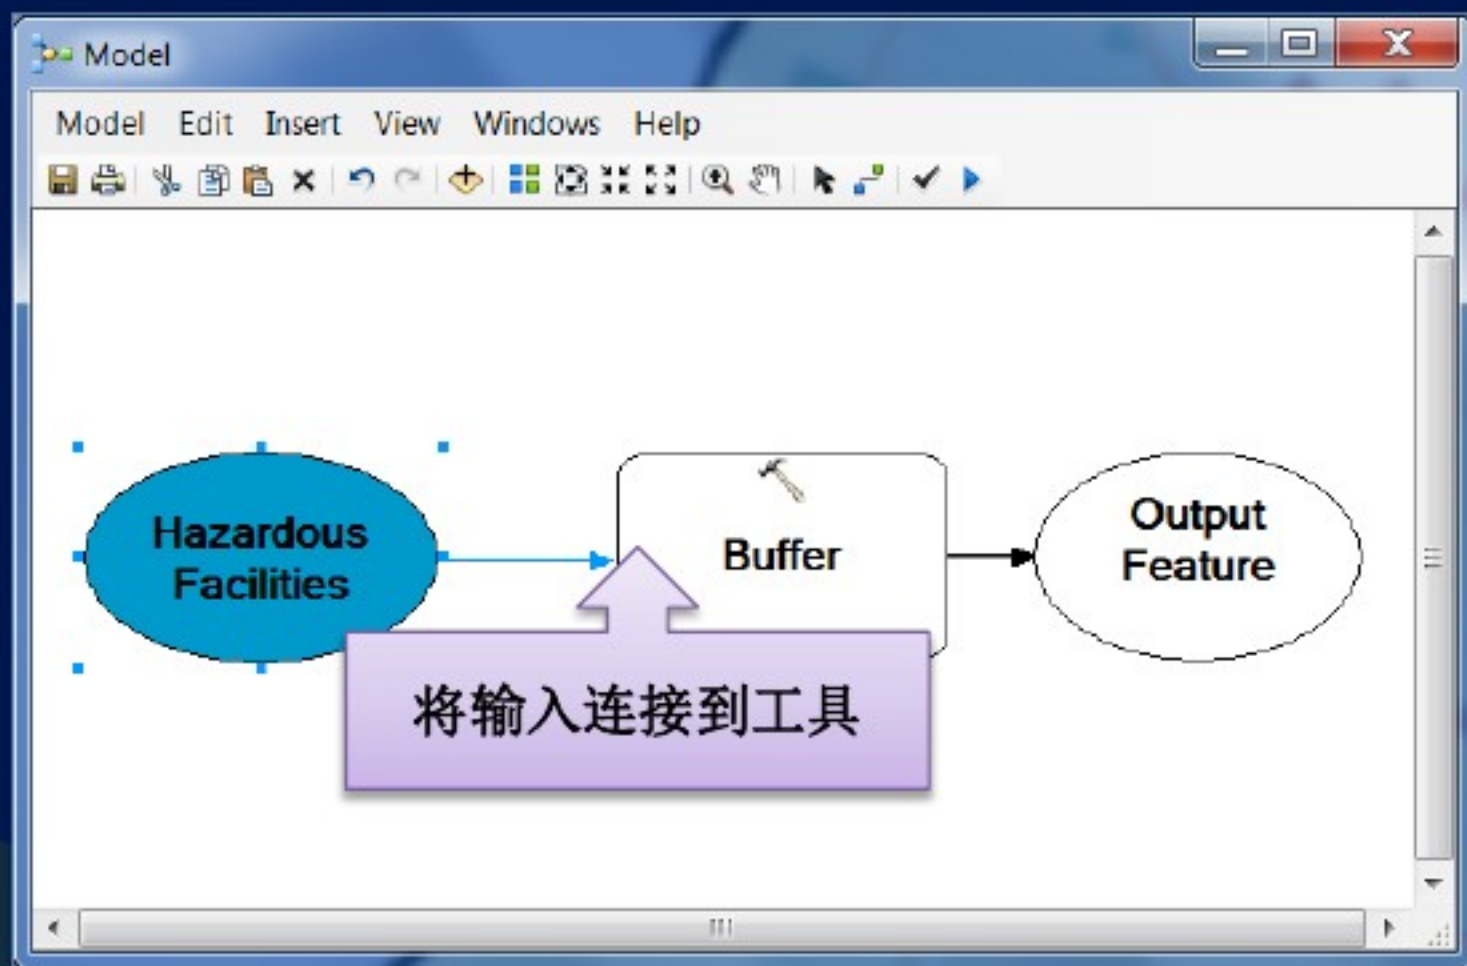 Model
Model Edit Insert View Windows Help
Hazardous
Facilities
Buffer
Output
Feature
将输入连接到工具